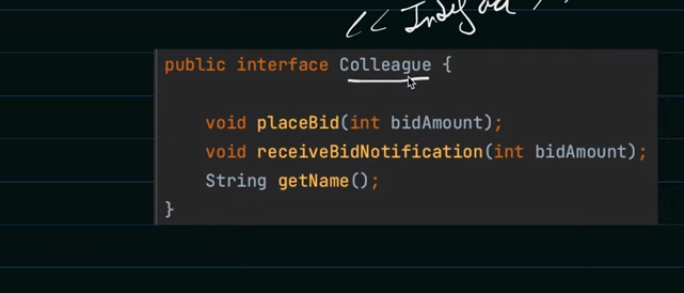 <<
public interface Colleague {
void placeBid(int bidAmount);
void receiveBidNotification(int bidAmount);
String getName();
}